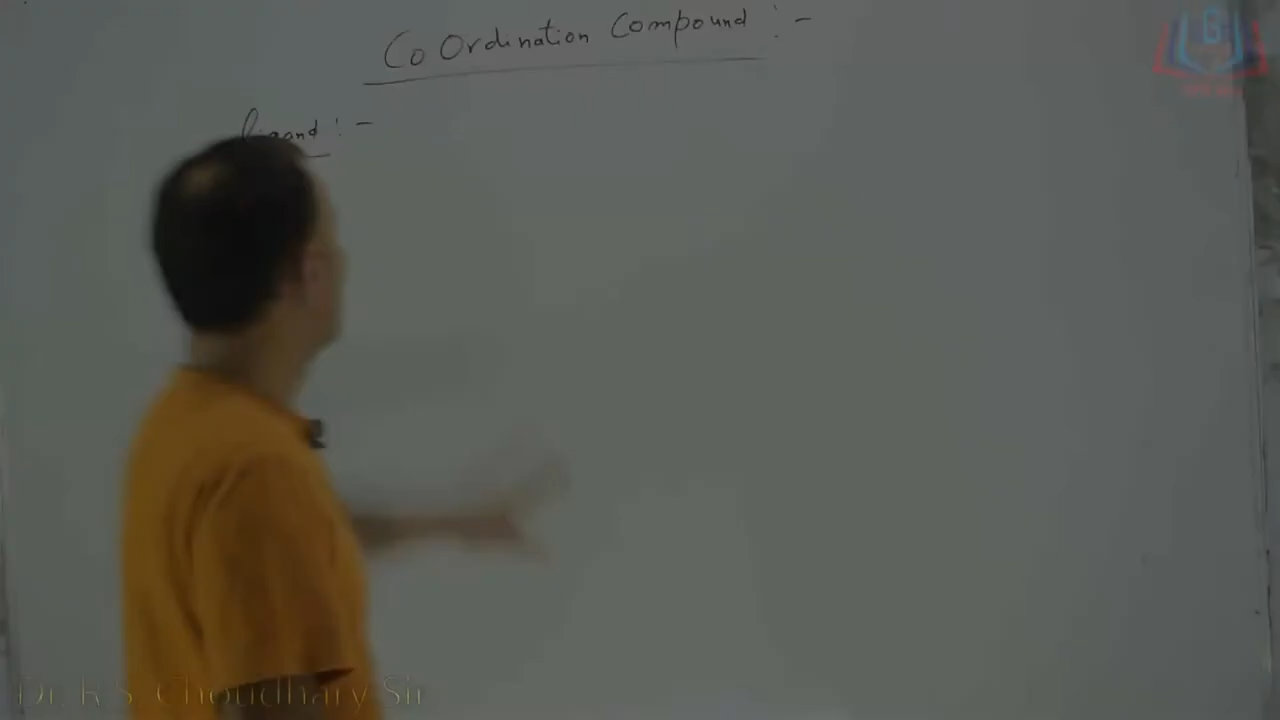 Co Ordination Compound : -
Ligand : -
Dr. R.S. Choudhary Sir